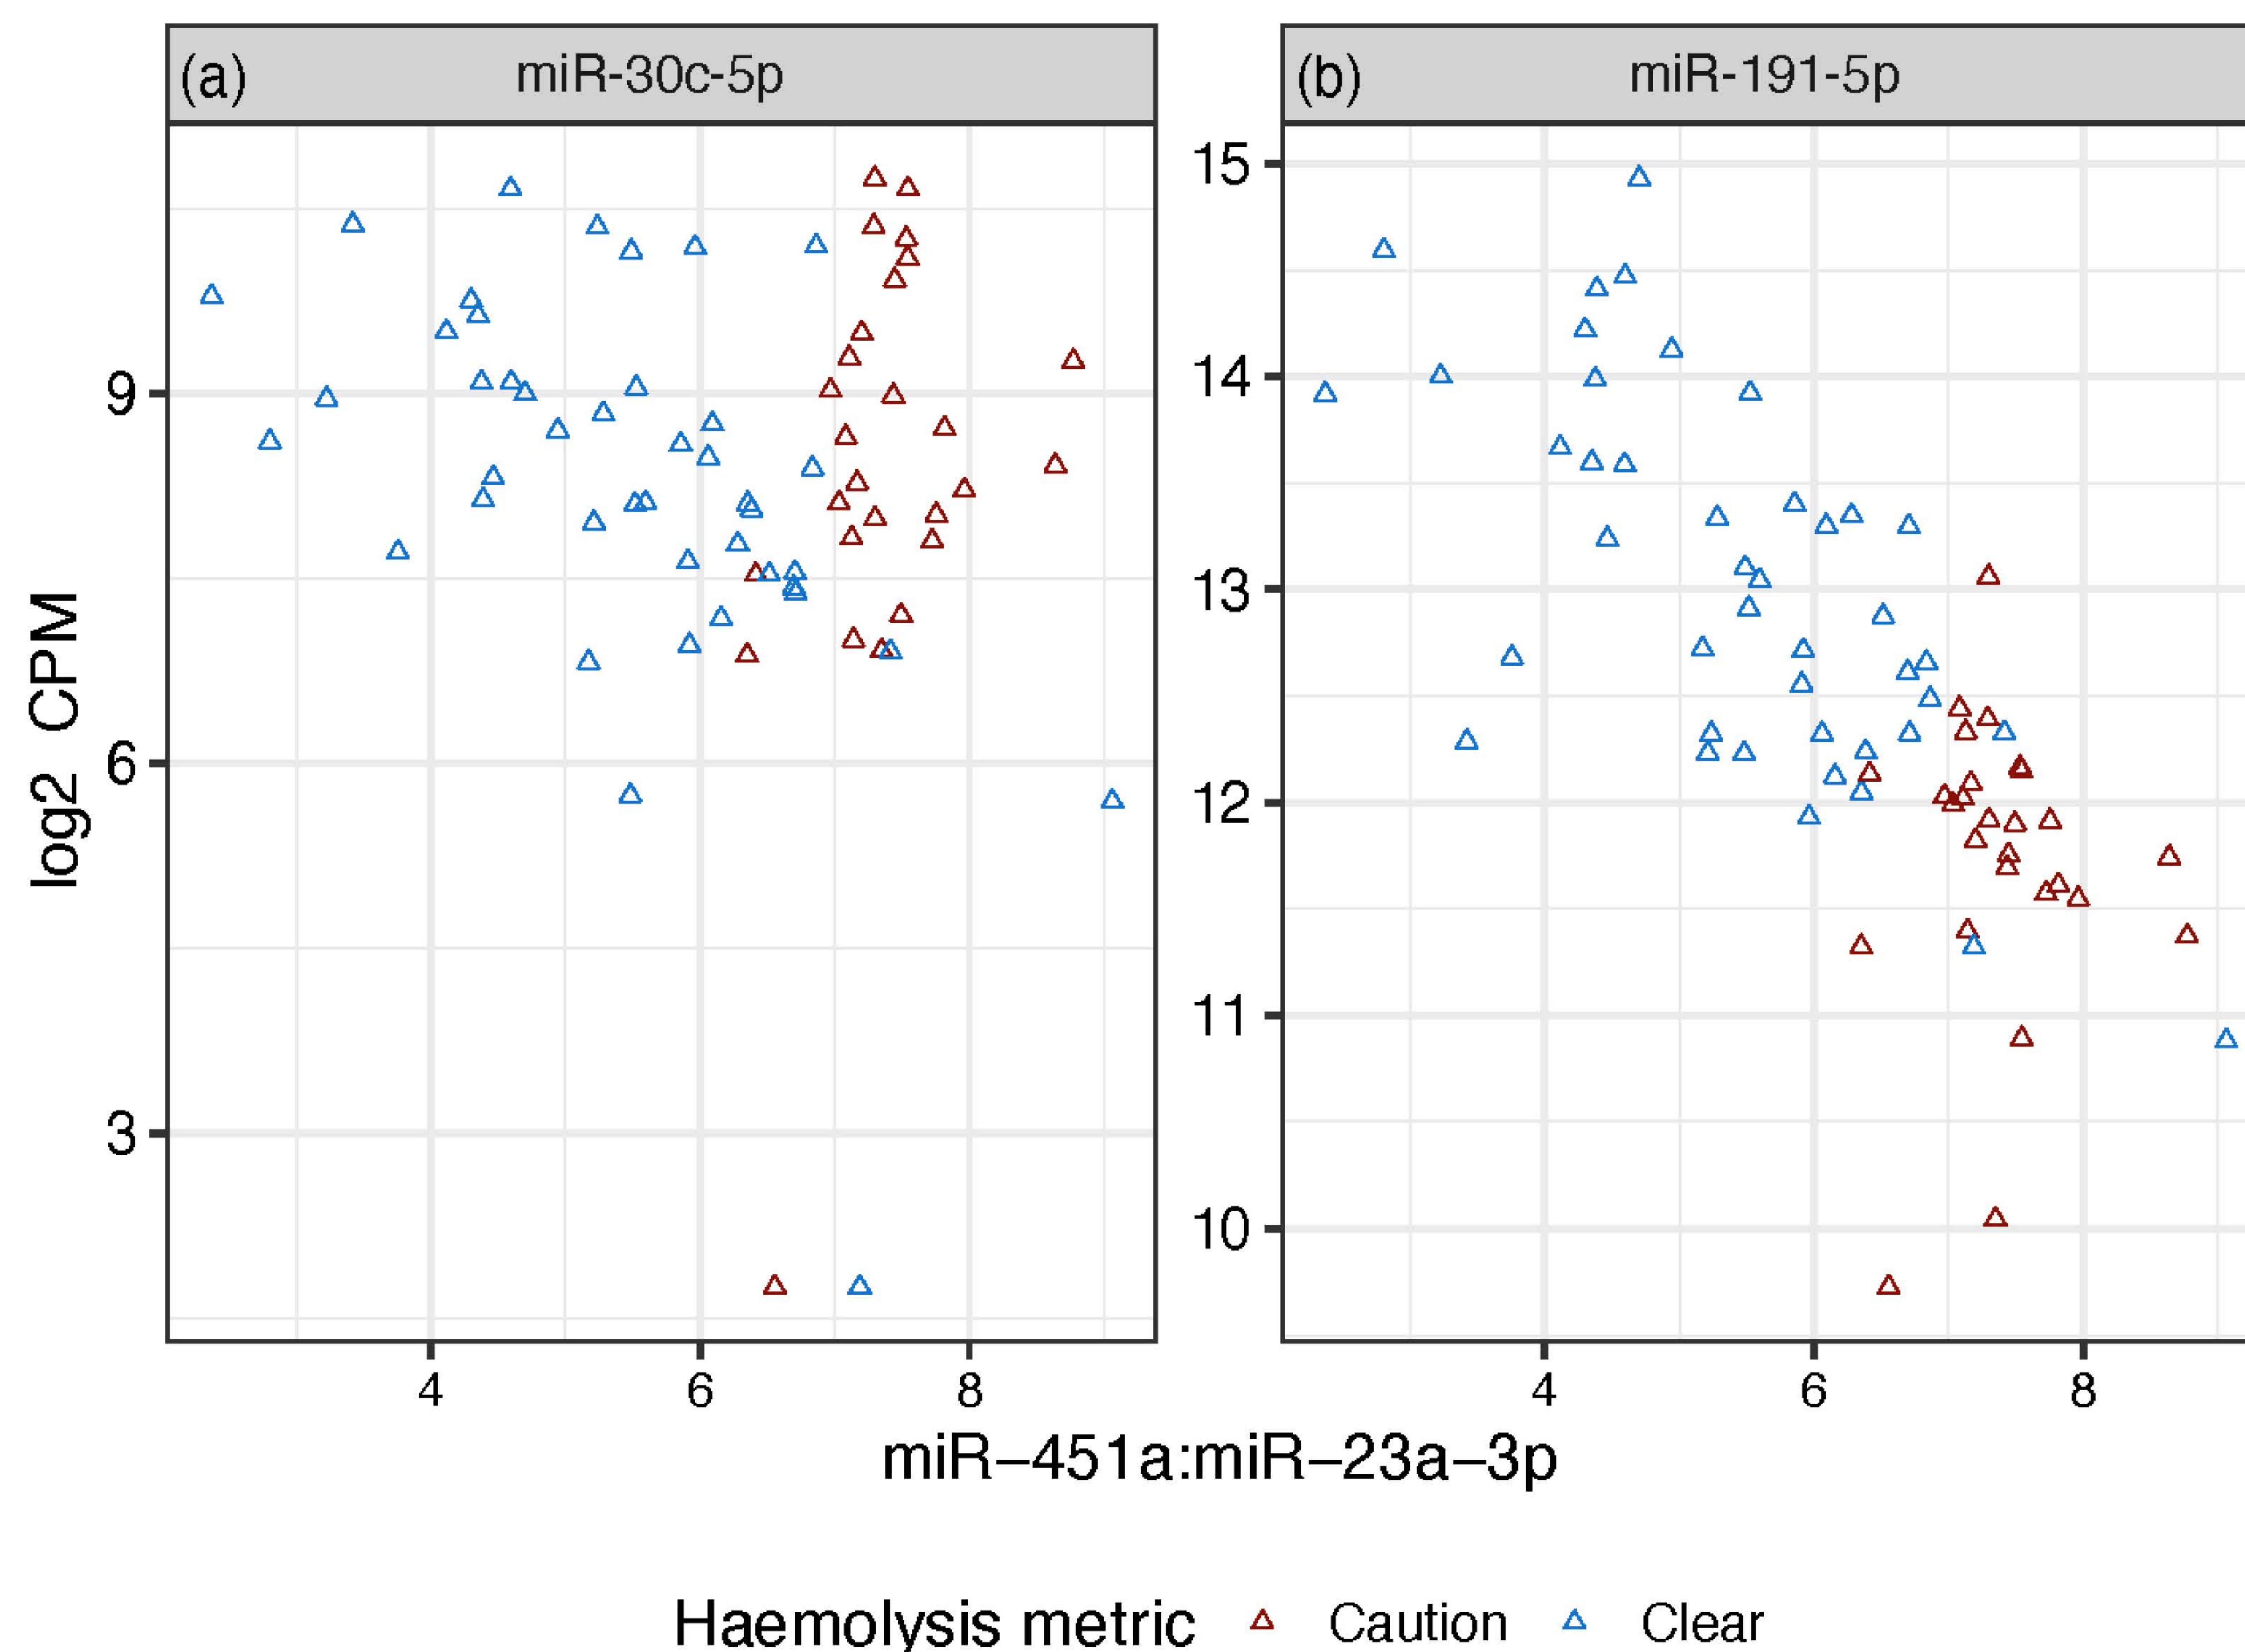 (a) miR-30c-5p
(b) miR-191-5p
log2 CPM
9
6
3
15
14
13
12
11
10
4 6 8
4 6 8
miR−451a:miR−23a−3p
Haemolysis metric Caution Clear